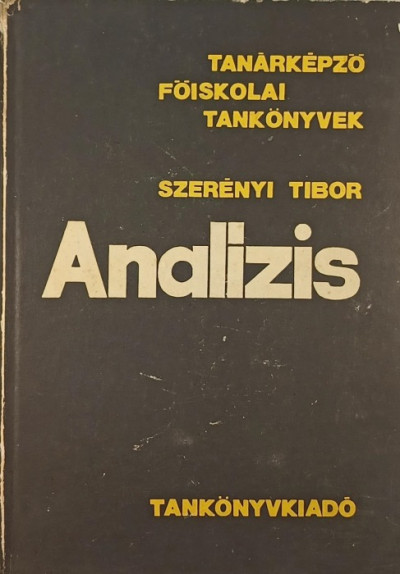 TANÁRKÉPZŐ
FŐISKOLAI
TANKÖNYVEK
SZERÉNYI TIBOR
Analízis
TANKÖNYVKIADÓ